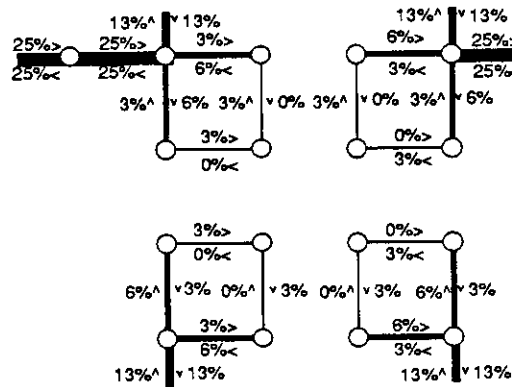 13%^ v13% 13%^ v13%
25%> 25%> 3%> 6%> 25%>
25%< 25%< 6%< 3%< 25%<
3%^ v6% 3%^ v0% 3%^ v0% 3%^ v6%
3%> 0%>
0%< 3%<
3%> 0%>
0%< 3%<
6%^ v3% 0%^ v3% 0%^ v3% 6%^ v3%
3%> 6%>
6%< 3%<
13%^ v13% 13%^ v13%